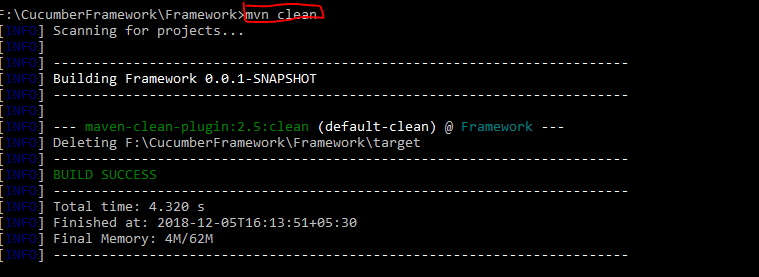 F:\CucumberFramework\Framework>mvn clean
[INFO] Scanning for projects...
[INFO]
[INFO] ------------------------------------------------------------------------
[INFO] Building Framework 0.0.1-SNAPSHOT
[INFO] ------------------------------------------------------------------------
[INFO]
[INFO] --- maven-clean-plugin:2.5:clean (default-clean) @ Framework ---
[INFO] Deleting F:\CucumberFramework\Framework\target
[INFO] ------------------------------------------------------------------------
[INFO] BUILD SUCCESS
[INFO] ------------------------------------------------------------------------
[INFO] Total time: 4.320 s
[INFO] Finished at: 2018-12-05T16:13:51+05:30
[INFO] Final Memory: 4M/62M
[INFO] ------------------------------------------------------------------------